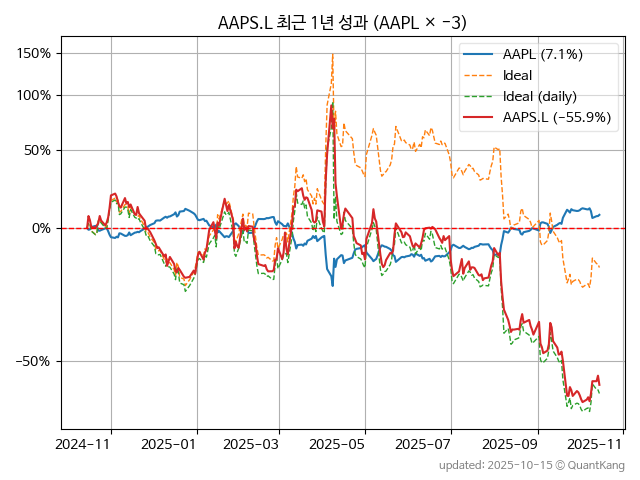 AAPS.L 최근 1년 성과 (AAPL × −3)
150%
100%
50%
0%
−50%
AAPL (7.1%)
Ideal
Ideal (daily)
AAPS.L (−55.9%)
2024-11 2025-01 2025-03 2025-05 2025-07 2025-09 2025-11
updated: 2025-10-15 © QuantKang